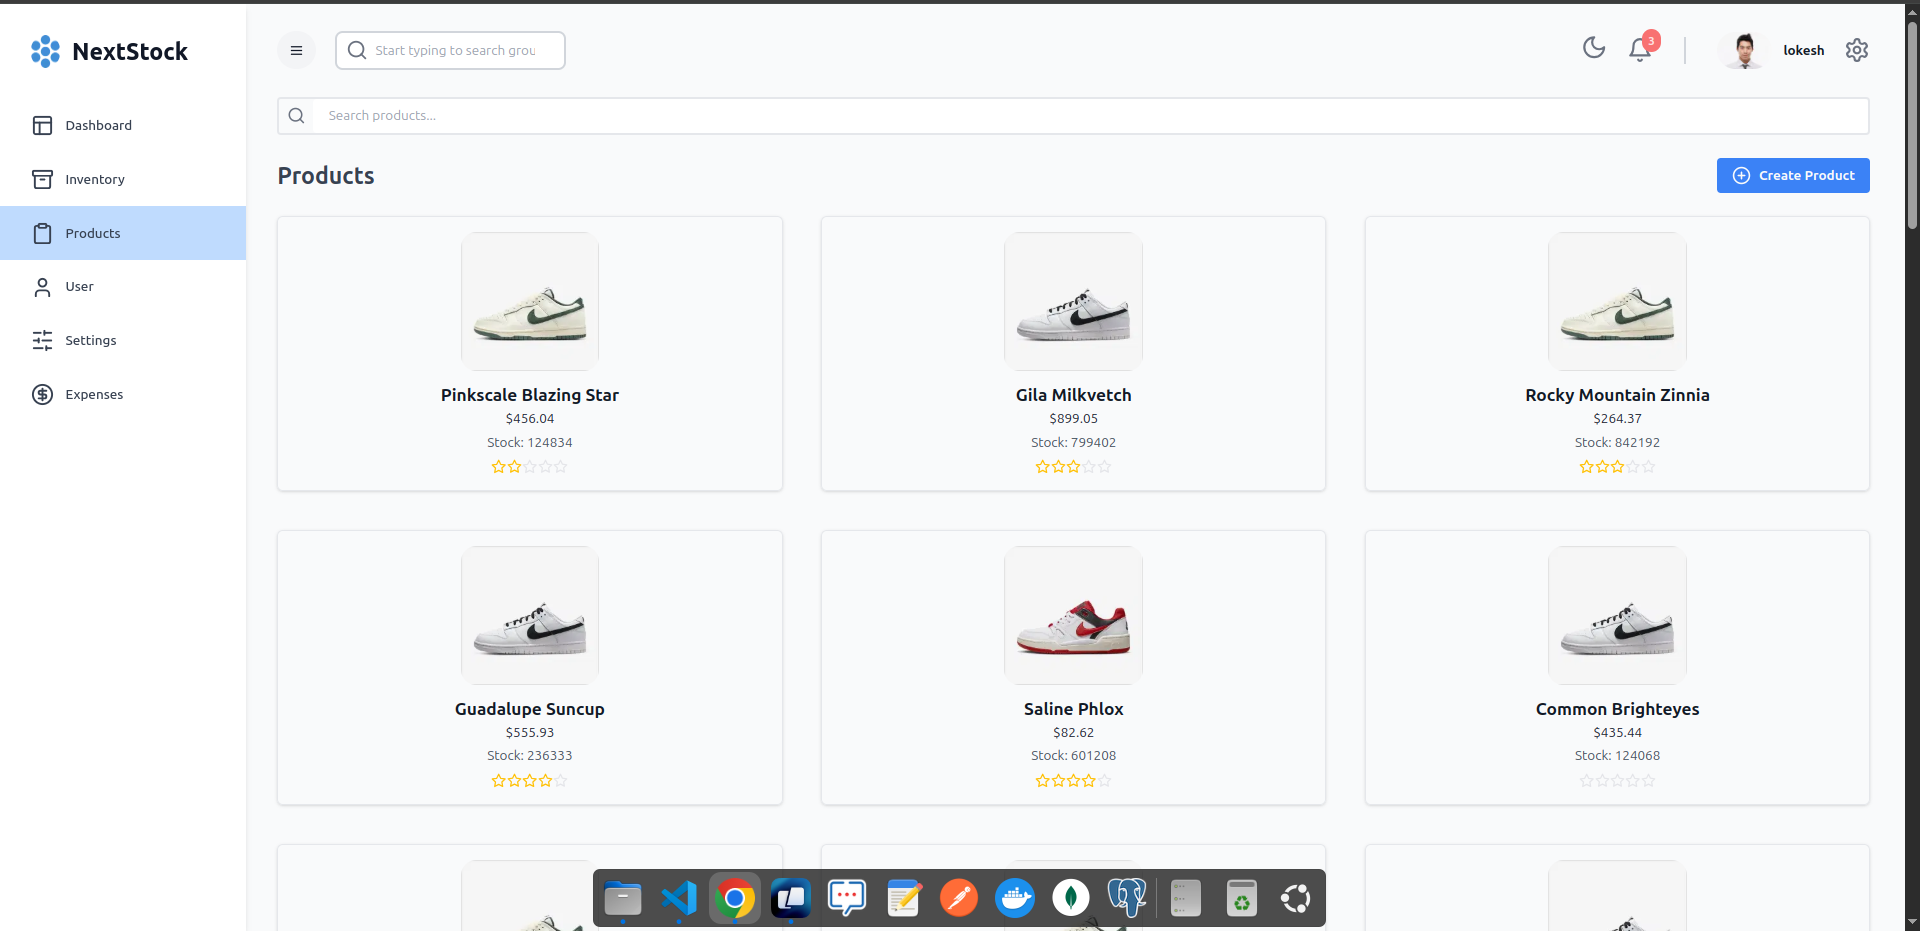 NextStock
Start typing to search grou
3
lokesh
Dashboard
Inventory
Products
User
Settings
Expenses
Search products...
Products
Create Product
Pinkscale Blazing Star
$456.04
Stock: 124834
Gila Milkvetch
$899.05
Stock: 799402
Rocky Mountain Zinnia
$264.37
Stock: 842192
Guadalupe Suncup
$555.93
Stock: 236333
Saline Phlox
$82.62
Stock: 601208
Common Brighteyes
$435.44
Stock: 124068